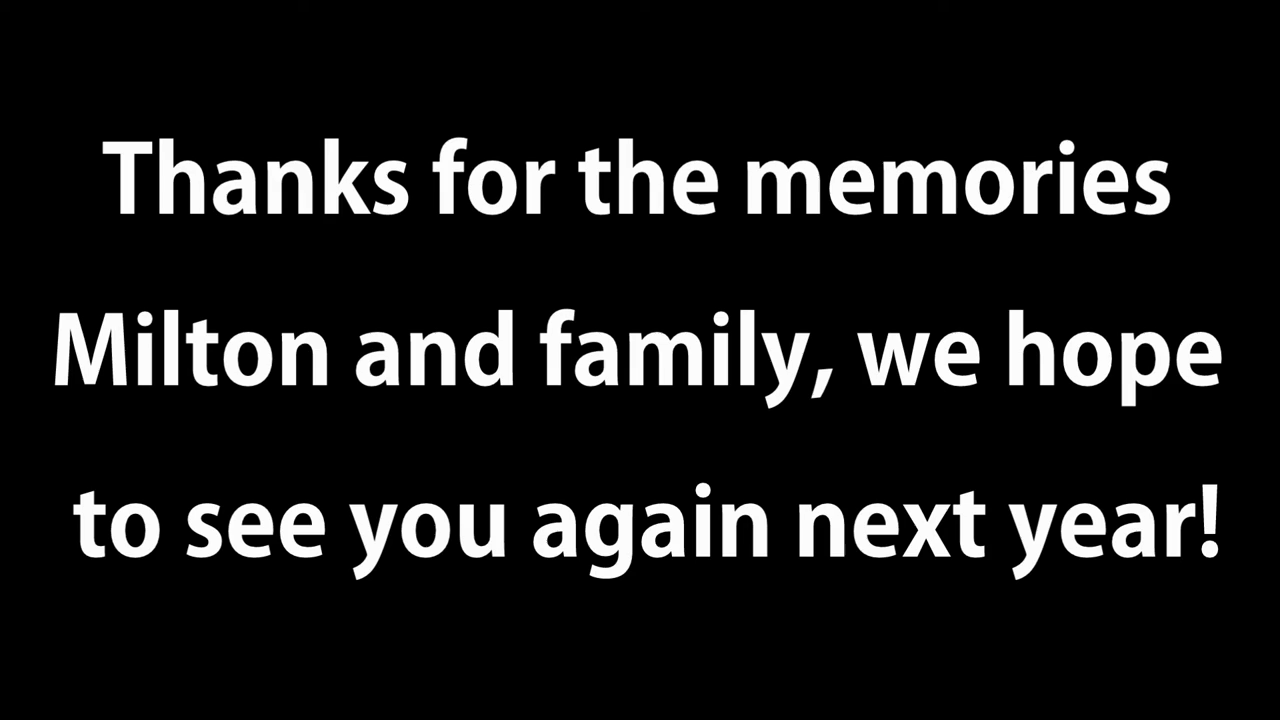 Thanks for the memories
Milton and family, we hope
to see you again next year!